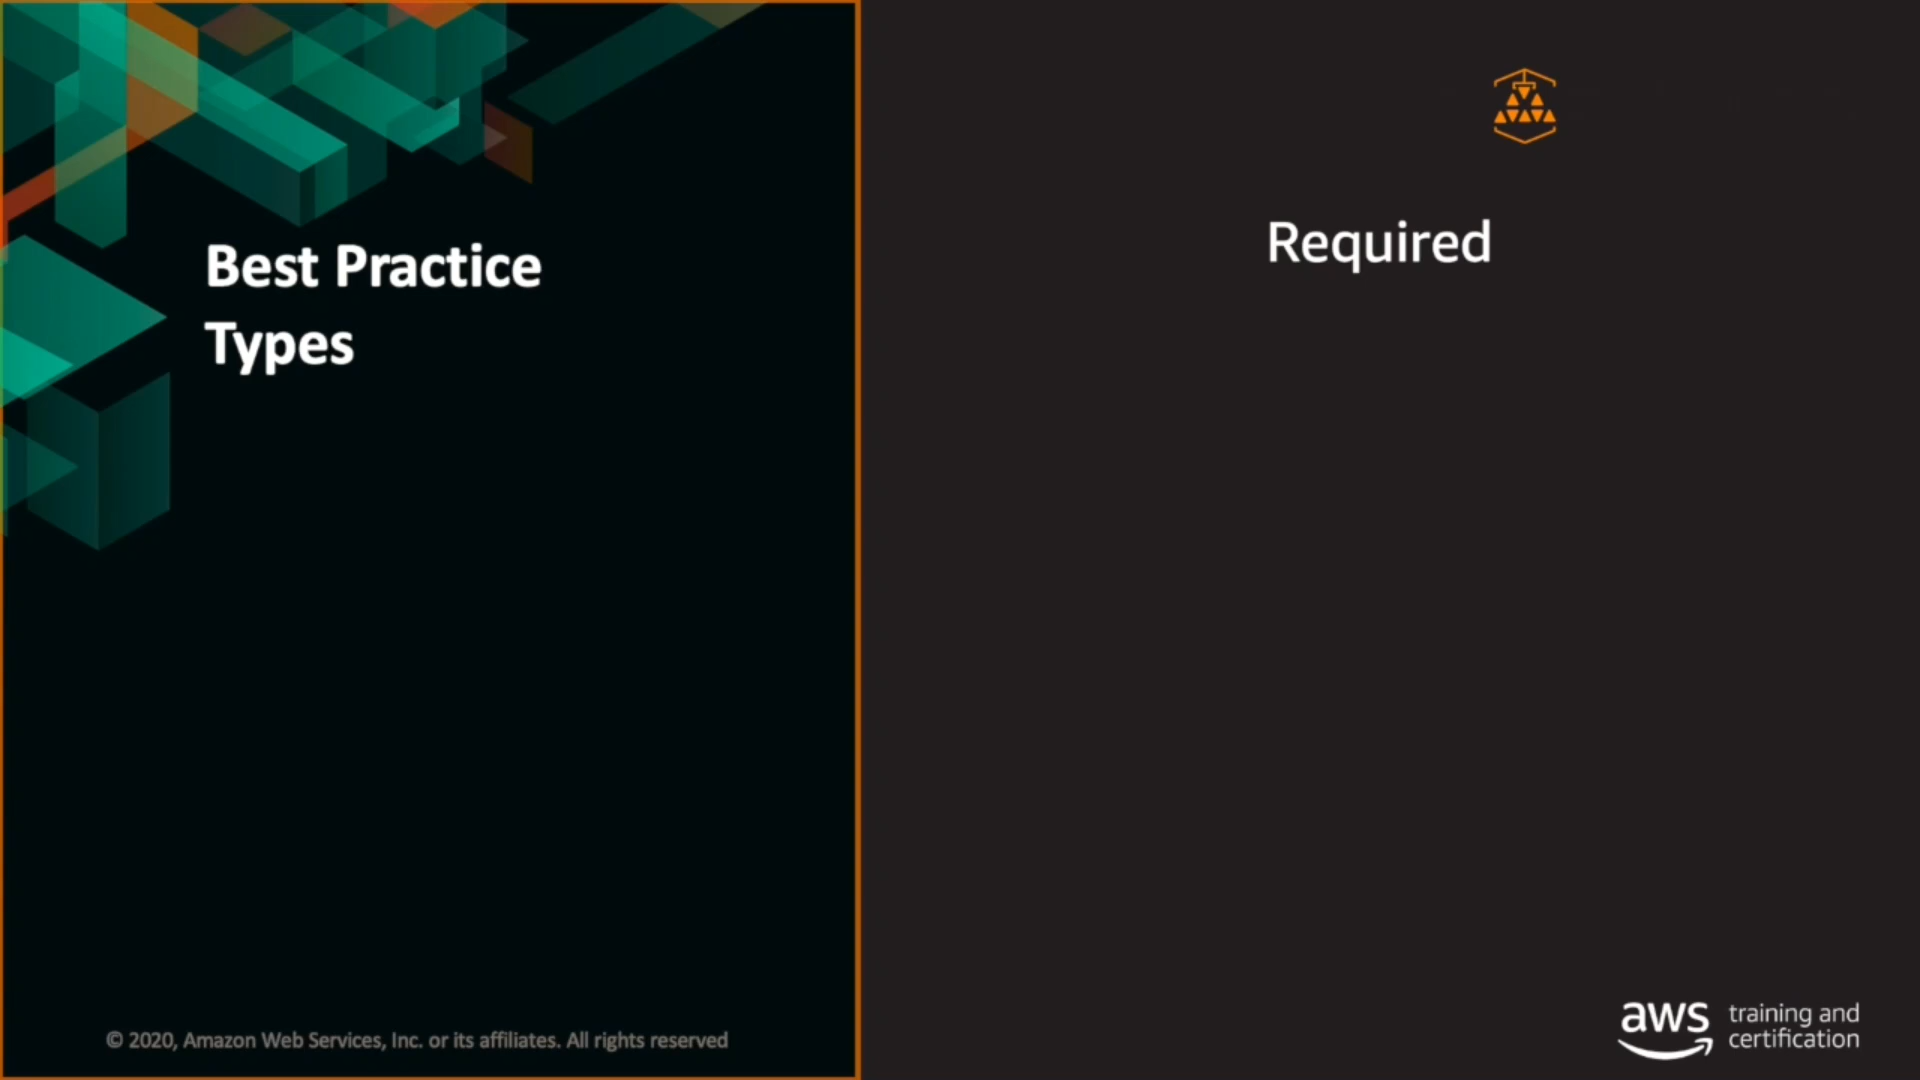 Best Practice
Types
Required
© 2020, Amazon Web Services, Inc. or its affiliates. All rights reserved
aws training and
certification